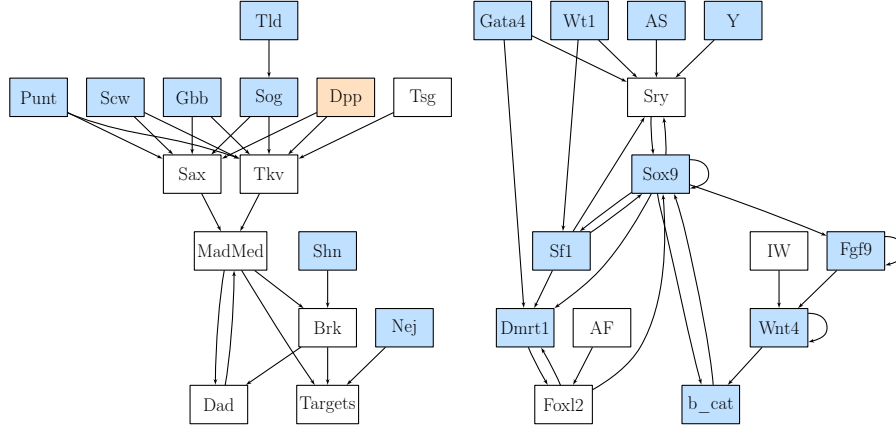 Tld
Punt Scw Gbb Sog Dpp Tsg
Sax Tkv
MadMed Shn
Brk Nej
Dad Targets
Gata4 Wt1 AS Y
Sry
Sox9
Sf1 IW Fgf9
Dmrt1 AF Wnt4
Foxl2 b_cat